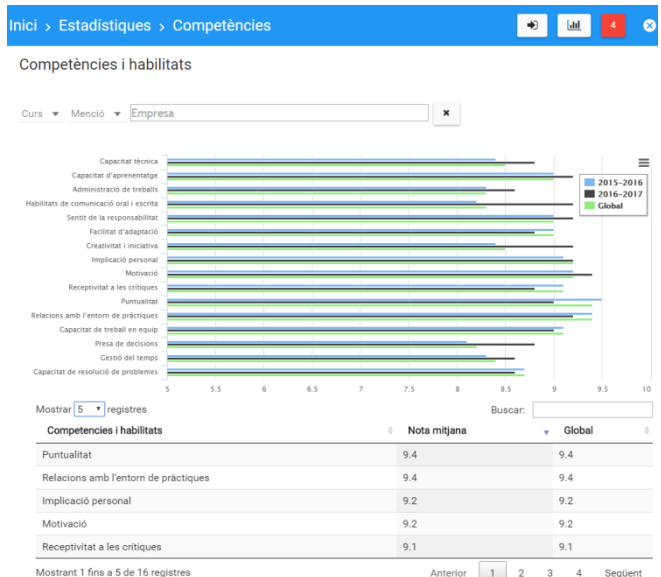 Inici › Estadístiques › Competències
4
Competències i habilitats
Curs Menció Empresa
Capacitat tècnica
Capacitat d'aprenentatge
Administració de treballs
Habilitats de comunicació oral i escrita
Sentit de la responsabilitat
Facilitat d'adaptació
Creativitat i iniciativa
Implicació personal
Motivació
Receptivitat a les crítiques
Puntualitat
Relacions amb l'entorn de pràctiques
Capacitat de treball en equip
Presa de decisions
Gestió del temps
Capacitat de resolució de problemes
2015-2016
2016-2017
Global
5 5.5 6 6.5 7 7.5 8 8.5 9 9.5 10
Mostrar 5 registres Buscar:
Competencies i habilitats Nota mitjana Global
Puntualitat 9.4 9.4
Relacions amb l'entorn de pràctiques 9.4 9.4
Implicació personal 9.2 9.2
Motivació 9.2 9.2
Receptivitat a les crítiques 9.1 9.1
Mostrant 1 fins a 5 de 16 registres Anterior 1 2 3 4 Següent